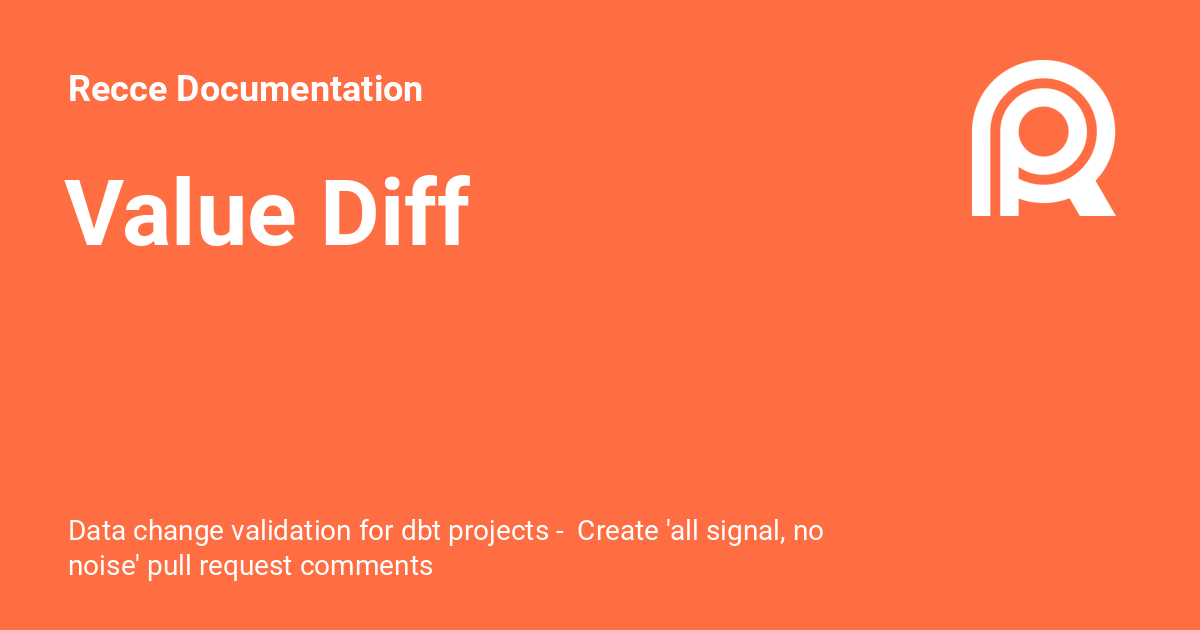 Recce Documentation
Value Diff
Data change validation for dbt projects -  Create 'all signal, no
noise' pull request comments